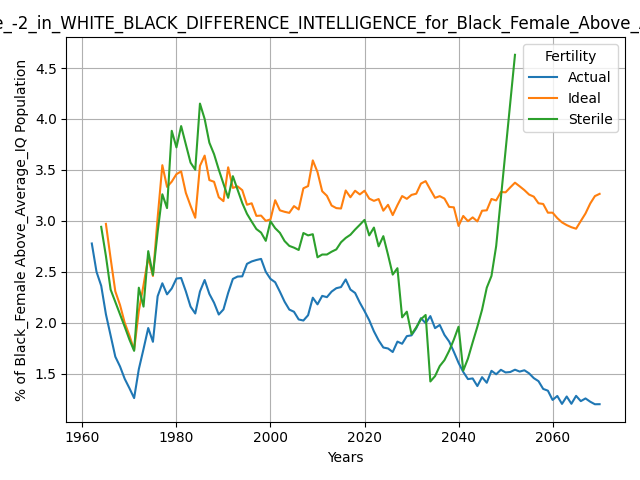 e_-2_in_WHITE_BLACK_DIFFERENCE_INTELLIGENCE_for_Black_Female_Above_
% of Black_Female Above_Average_IQ Population
4.5
4.0
3.5
3.0
2.5
2.0
1.5
Fertility
Actual
Ideal
Sterile
1960 1980 2000 2020 2040 2060
Years